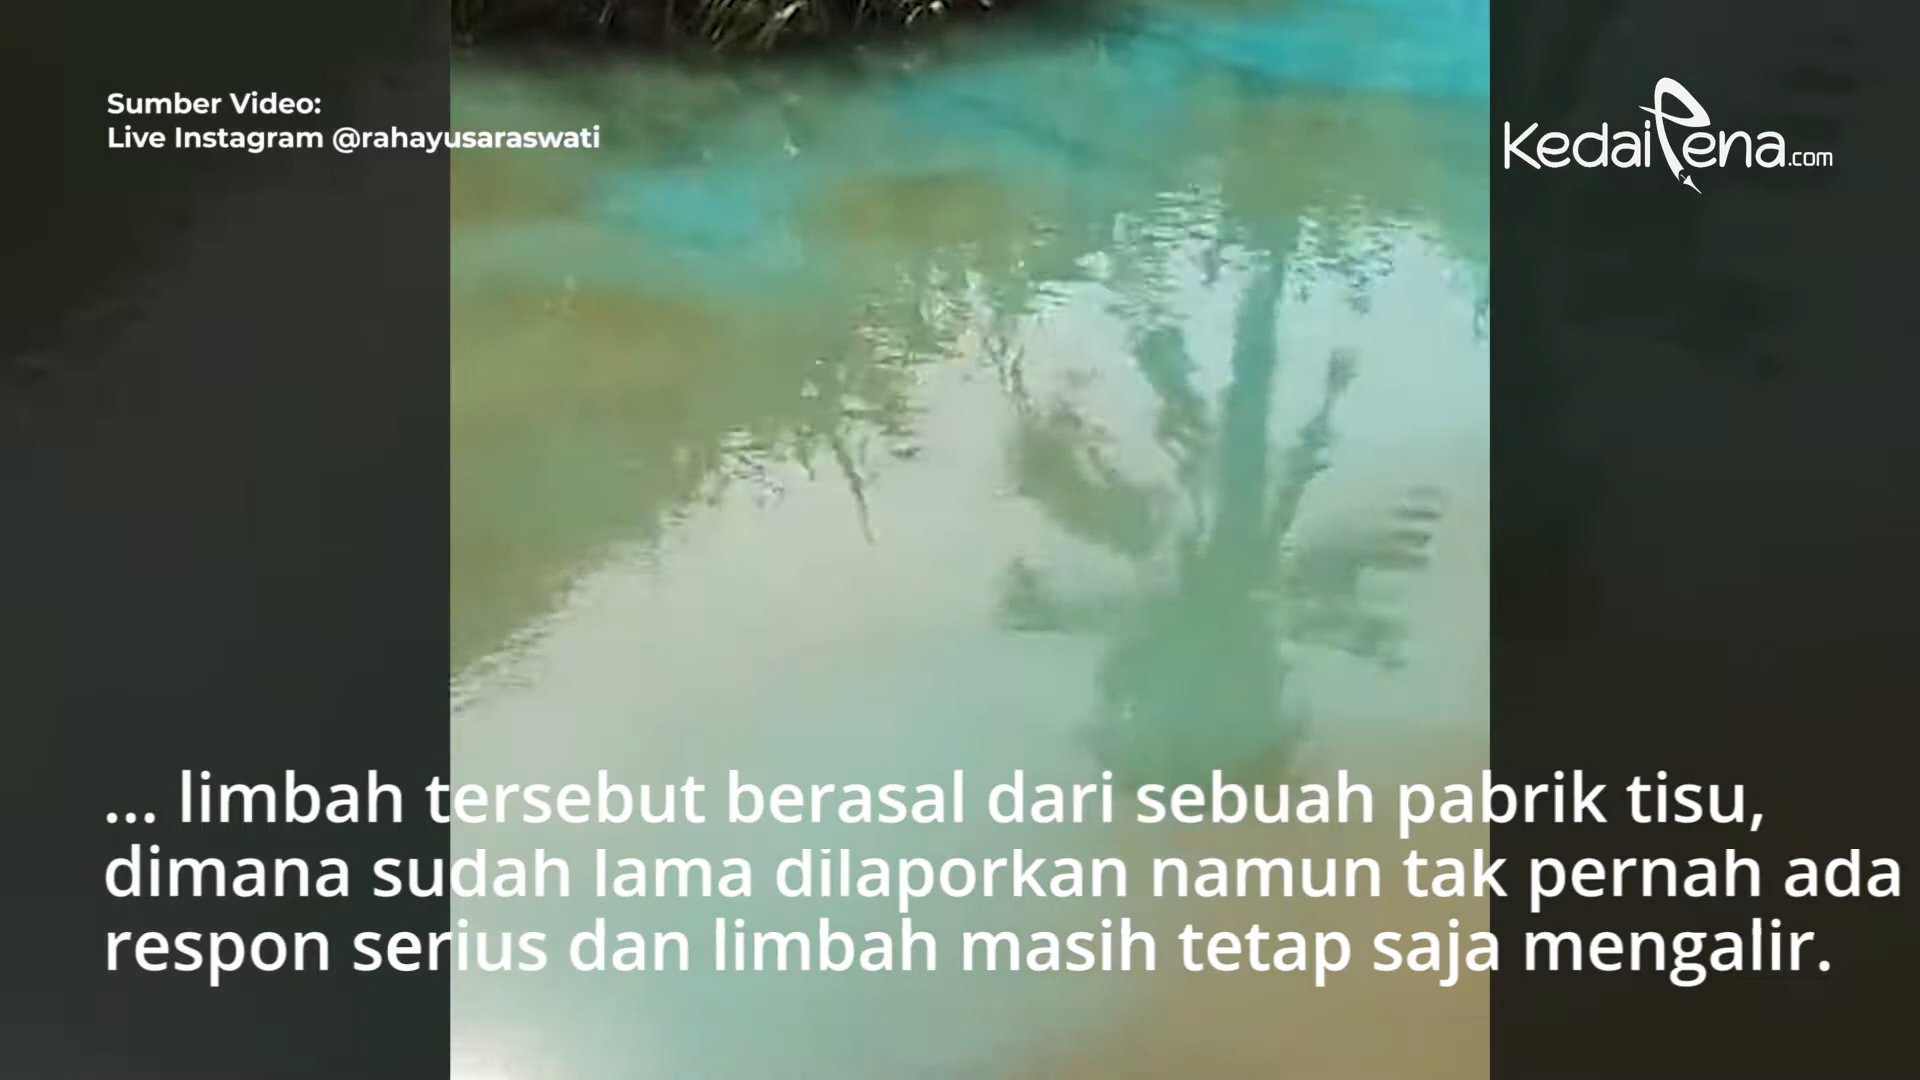 Sumber Video:
Live Instagram @rahayusaraswati
KedaiPena.com
... limbah tersebut berasal dari sebuah pabrik tisu,
dimana sudah lama dilaporkan namun tak pernah ada
respon serius dan limbah masih tetap saja mengalir.